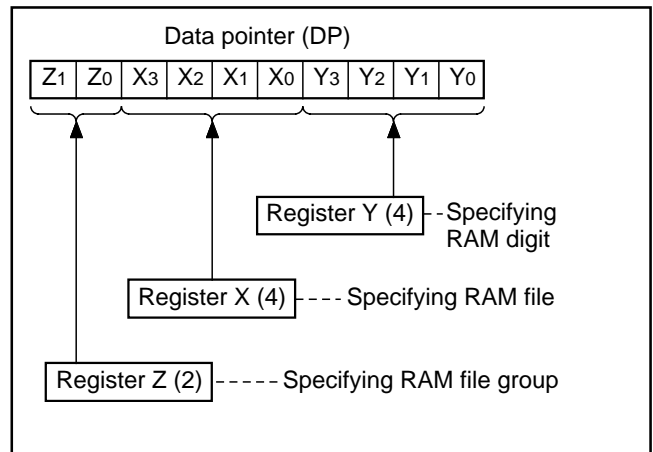 Data pointer (DP)
Z1 Z0 X3 X2 X1 X0 Y3 Y2 Y1 Y0
Register Y (4) Specifying
RAM digit
Register X (4) Specifying RAM file
Register Z (2) Specifying RAM file group